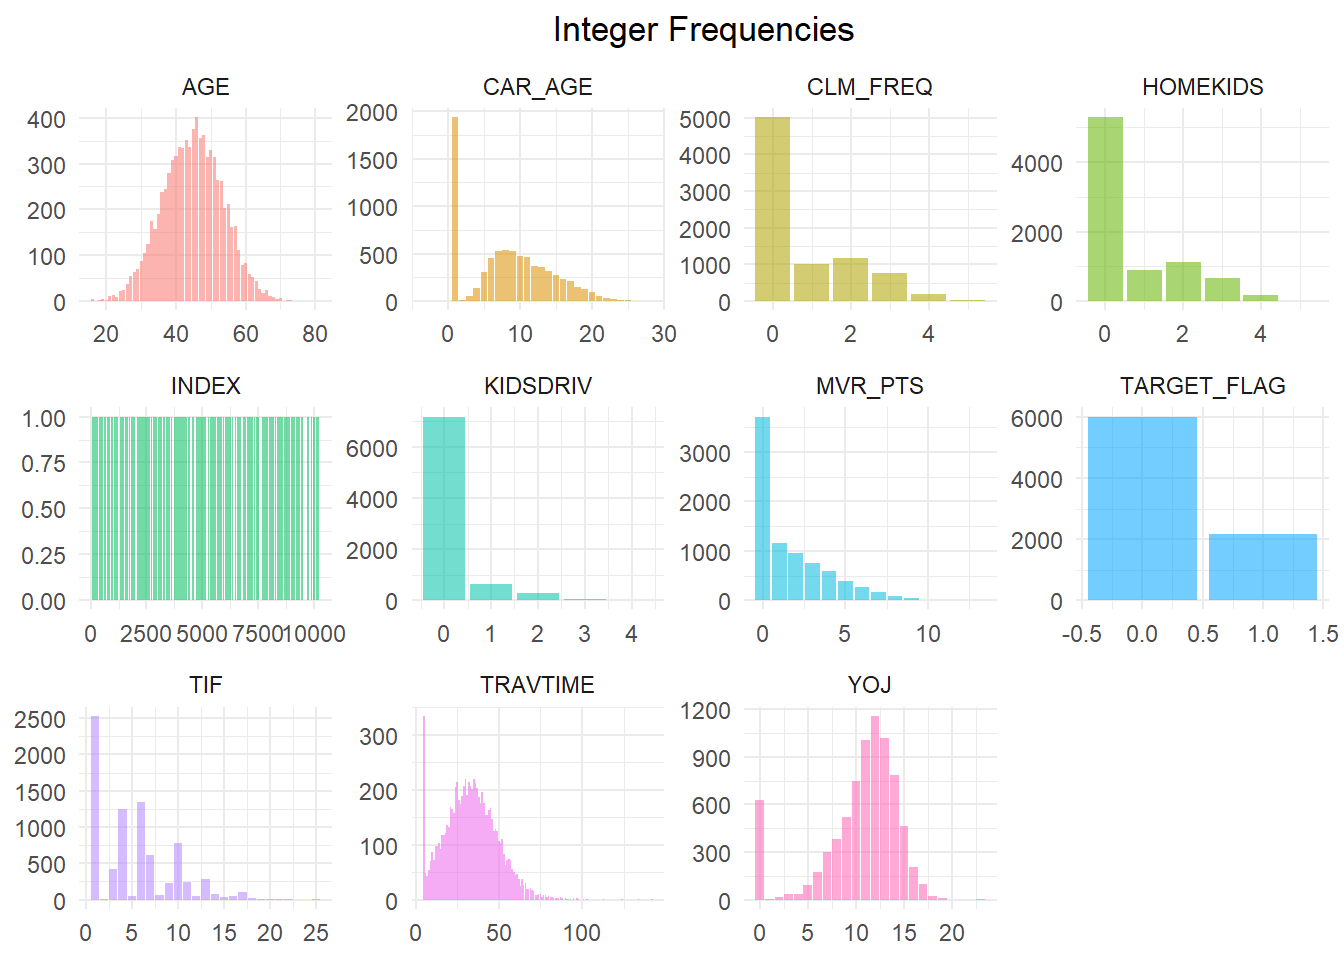 Integer Frequencies
AGE
CAR_AGE
CLM_FREQ
HOMEKIDS
400
300
200
100
0
20 40 60 80
2000
1500
1000
500
0
0 10 20 30
5000
4000
3000
2000
1000
0
0 2 4
4000
2000
0
0 2 4
INDEX
KIDSDRIV
MVR_PTS
TARGET_FLAG
1.00
0.75
0.50
0.25
0.00
0 2500 5000 7500 10000
6000
4000
2000
0
0 1 2 3 4
3000
2000
1000
0
0 5 10
6000
4000
2000
0
-0.5 0.0 0.5 1.0 1.5
TIF
TRAVTIME
YOJ
2500
2000
1500
1000
500
0
0 5 10 15 20 25
300
200
100
0
0 50 100
1200
900
600
300
0
0 5 10 15 20